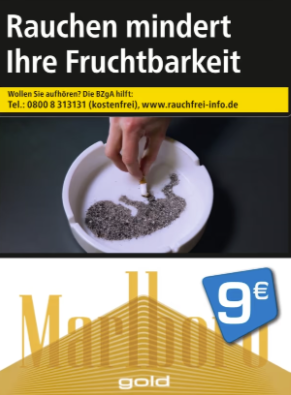 Rauchen mindert
Ihre Fruchtbarkeit
Wollen Sie aufhören? Die BZgA hilft:
Tel.: 0800 8 313131 (kostenfrei), www.rauchfrei-info.de
9€
Marlboro
gold